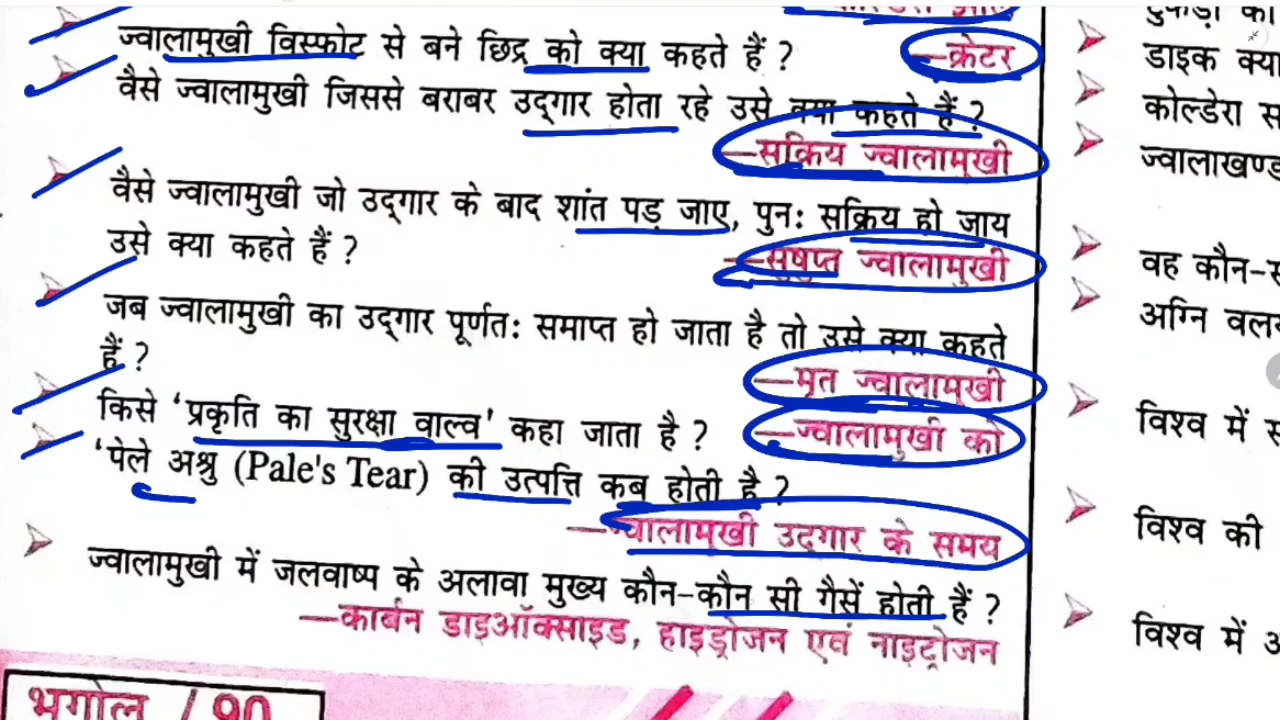 ज्वालामुखी विस्फोट से बने छिद्र को क्या कहते हैं ?
—क्रेटर
वैसे ज्वालामुखी जिससे बराबर उद्गार होता रहे उसे क्या कहते हैं ?
—सक्रिय ज्वालामुखी
वैसे ज्वालामुखी जो उद्गार के बाद शांत पड़ जाए, पुनः सक्रिय हो जाय
उसे क्या कहते हैं ?
—सुषुप्त ज्वालामुखी
जब ज्वालामुखी का उद्गार पूर्णतः समाप्त हो जाता है तो उसे क्या कहते
हैं ?
—मृत ज्वालामुखी
किसे ‘प्रकृति का सुरक्षा वाल्व’ कहा जाता है ?
—ज्वालामुखी को
‘पेले अश्रु (Pale's Tear) की उत्पत्ति कब होती है ?
—ज्वालामुखी उद्गार के समय
ज्वालामुखी में जलवाष्प के अलावा मुख्य कौन-कौन सी गैसें होती हैं ?
—कार्बन डाइऑक्साइड, हाइड्रोजन एवं नाइट्रोजन
भूगोल / 90
डाइक क्या
कोल्डेरा
वह कौन-
अग्नि
विश्व में
विश्व की
विश्व में